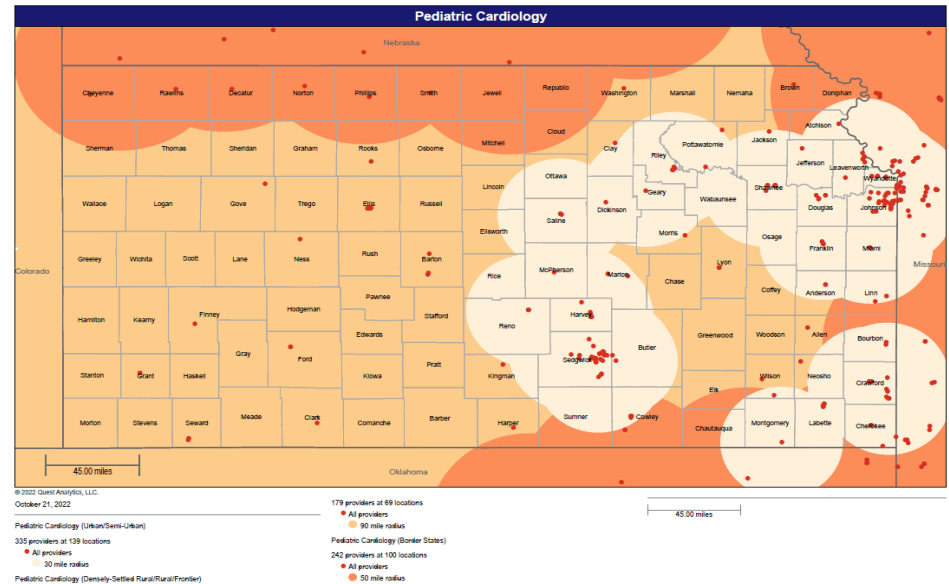 Pediatric Cardiology
Nebraska
Cheyenne Rawlins Decatur Norton Phillips Smith Jewell Republic Washington Marshall Nemaha Brown Doniphan
Atchison
Sherman Thomas Sheridan Graham Rooks Osborne Mitchell Cloud Clay Riley Pottawatomie Jackson Jefferson Leavenworth
Wyandotte
Wallace Logan Gove Trego Ellis Russell Lincoln Ottawa Geary Wabaunsee Shawnee Douglas Johnson
Saline Dickinson
Ellsworth Morris Osage Franklin Miami
Colorado Greeley Wichita Scott Lane Ness Rush Barton Rice McPherson Marion Chase Lyon Coffey Anderson Linn Missouri
Hamilton Kearny Finney Hodgeman Pawnee Stafford Reno Harvey Greenwood Woodson Allen Bourbon
Gray Ford Edwards Butler
Stanton Grant Haskell Kiowa Pratt Kingman Sedgwick Elk Wilson Neosho Crawford
Morton Stevens Seward Meade Clark Comanche Barber Harper Sumner Cowley Chautauqua Montgomery Labette Cherokee
45.00 miles
Oklahoma
© 2022 Quest Analytics, LLC.
October 21, 2022
Pediatric Cardiology (Urban/Semi-Urban)
335 providers at 139 locations
All providers
30 mile radius
Pediatric Cardiology (Densely-Settled Rural/Rural/Frontier)
179 providers at 69 locations
All providers
90 mile radius
Pediatric Cardiology (Border States)
242 providers at 100 locations
All providers
50 mile radius
45.00 miles